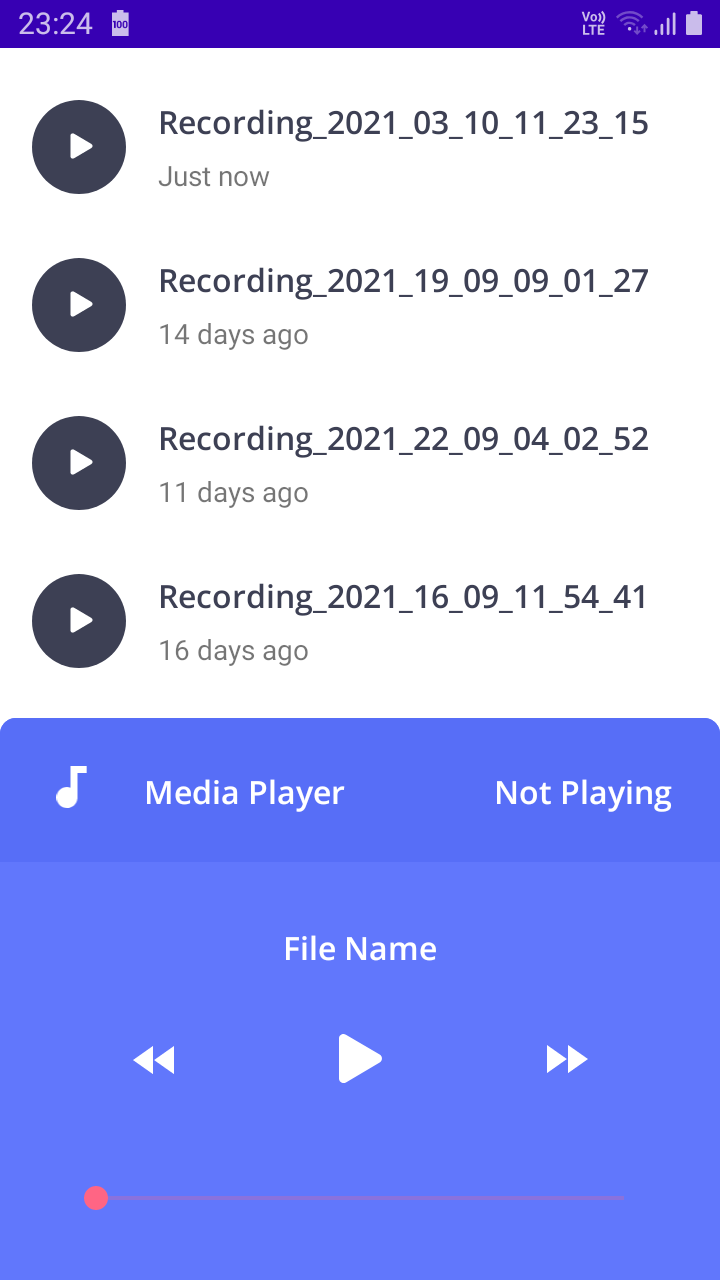 23:24
100
Vo))
LTE
Recording_2021_03_10_11_23_15
Just now
Recording_2021_19_09_09_01_27
14 days ago
Recording_2021_22_09_04_02_52
11 days ago
Recording_2021_16_09_11_54_41
16 days ago
Media Player Not Playing
File Name